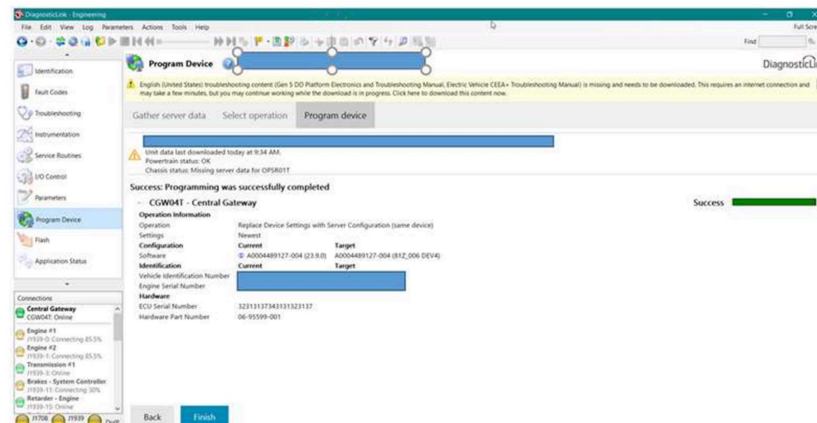 DiagnosticLink - Engineering
File Edit View Log Parameters Actions Tools Help
Full Scre
Find
Identification
Fault Codes
Troubleshooting
Instrumentation
Service Routines
I/O Control
Parameters
Program Device
Flash
Application Status
Connections
Central Gateway
CGW04T: Online
Engine #1
J1939-0: Connecting 85.5%
Engine #2
J1939-1: Connecting 85.5%
Transmission #1
J1939-3: Online
Brakes - System Controller
J1939-11: Connecting 30%
Retarder - Engine
J1939-15: Online
J1708 J1939
Program Device
DiagnosticLi
English (United States) troubleshooting content (Gen 5 DD Platform Electronics and Troubleshooting Manual, Electric Vehicle CEEA+ Troubleshooting Manual) is missing and needs to be downloaded. This requires an internet connection and
may take a few minutes, but you may continue working while the download is in progress. Click here to download this content now.
Gather server data Select operation Program device
Unit data last downloaded today at 9:34 AM.
Powertrain status: OK
Chassis status: Missing server data for OPSR01T
Success: Programming was successfully completed
CGW04T - Central Gateway
Success
Operation Information
Operation Replace Device Settings with Server Configuration (same device)
Settings Newest
Configuration Current Target
Software A0004489127-004 (23.9.0) A0004489127-004 (81Z_006 DEV4)
Identification Current Target
Vehicle Identification Number
Engine Serial Number
Hardware
ECU Serial Number 32313137343131323137
Hardware Part Number 06-95599-001
Back Finish